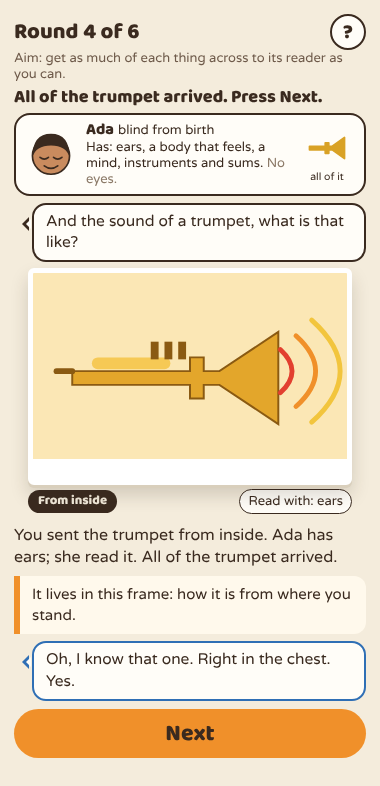 Round 4 of 6
?
Aim: get as much of each thing across to its reader as
you can.
All of the trumpet arrived. Press Next.
Ada blind from birth
Has: ears, a body that feels, a
mind, instruments and sums. No
eyes.
all of it
And the sound of a trumpet, what is that
like?
From inside
Read with: ears
You sent the trumpet from inside. Ada has
ears; she read it. All of the trumpet arrived.
It lives in this frame: how it is from where you
stand.
Oh, I know that one. Right in the chest.
Yes.
Next